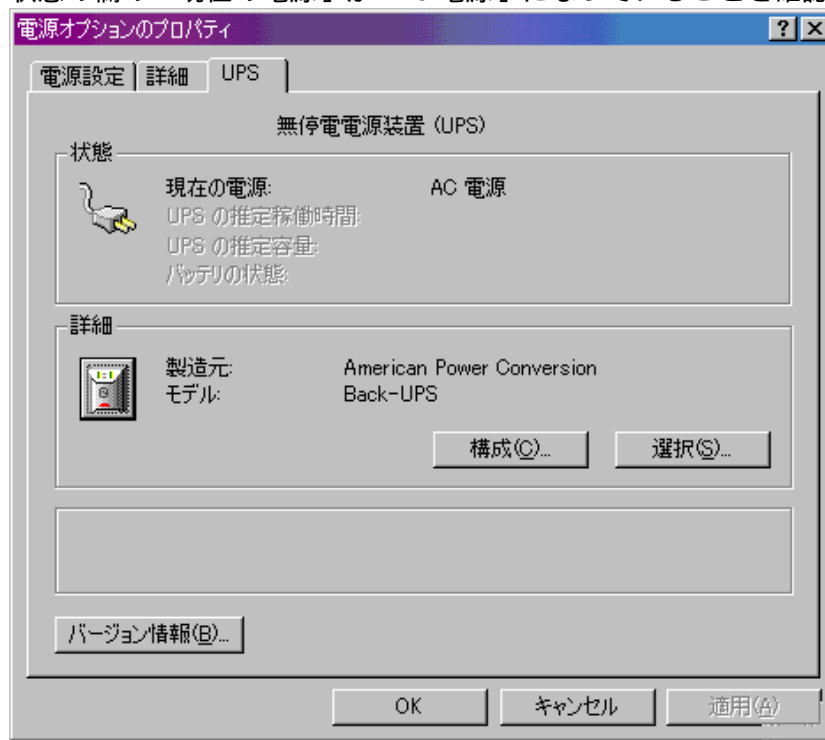 電源オプションのプロパティ
電源設定 詳細 UPS
無停電電源装置 (UPS)
状態
現在の電源: AC 電源
UPS の推定稼働時間:
UPS の推定容量:
バッテリの状態:
詳細
製造元: American Power Conversion
モデル: Back-UPS
構成(C)... 選択(S)...
バージョン情報(B)...
OK キャンセル 適用(A)